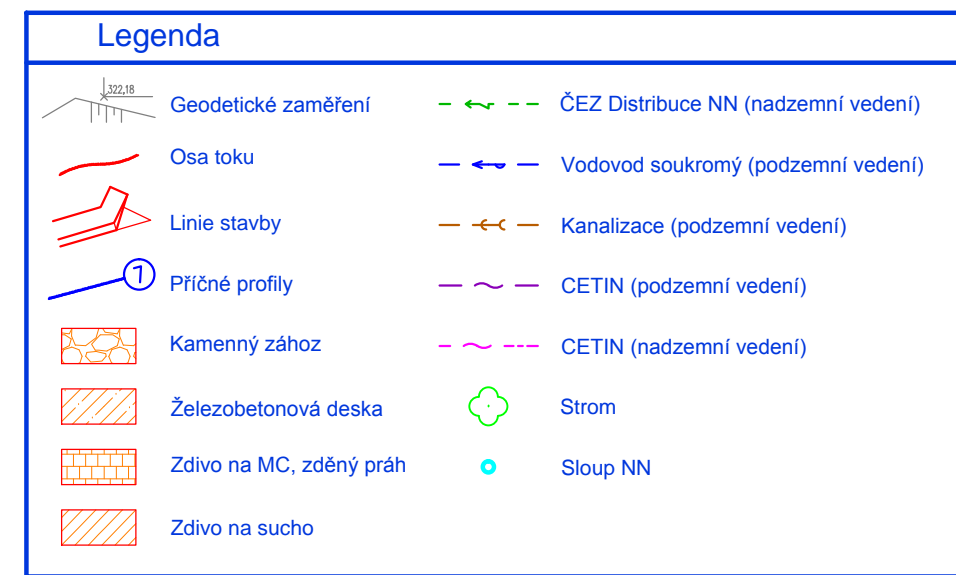 Legenda
322,18
Geodetické zaměření
Osa toku
Linie stavby
7
Příčné profily
Kamenný zához
Železobetonová deska
Zdivo na MC, zděný práh
Zdivo na sucho
ČEZ Distribuce NN (nadzemní vedení)
Vodovod soukromý (podzemní vedení)
Kanalizace (podzemní vedení)
CETIN (podzemní vedení)
CETIN (nadzemní vedení)
Strom
Sloup NN